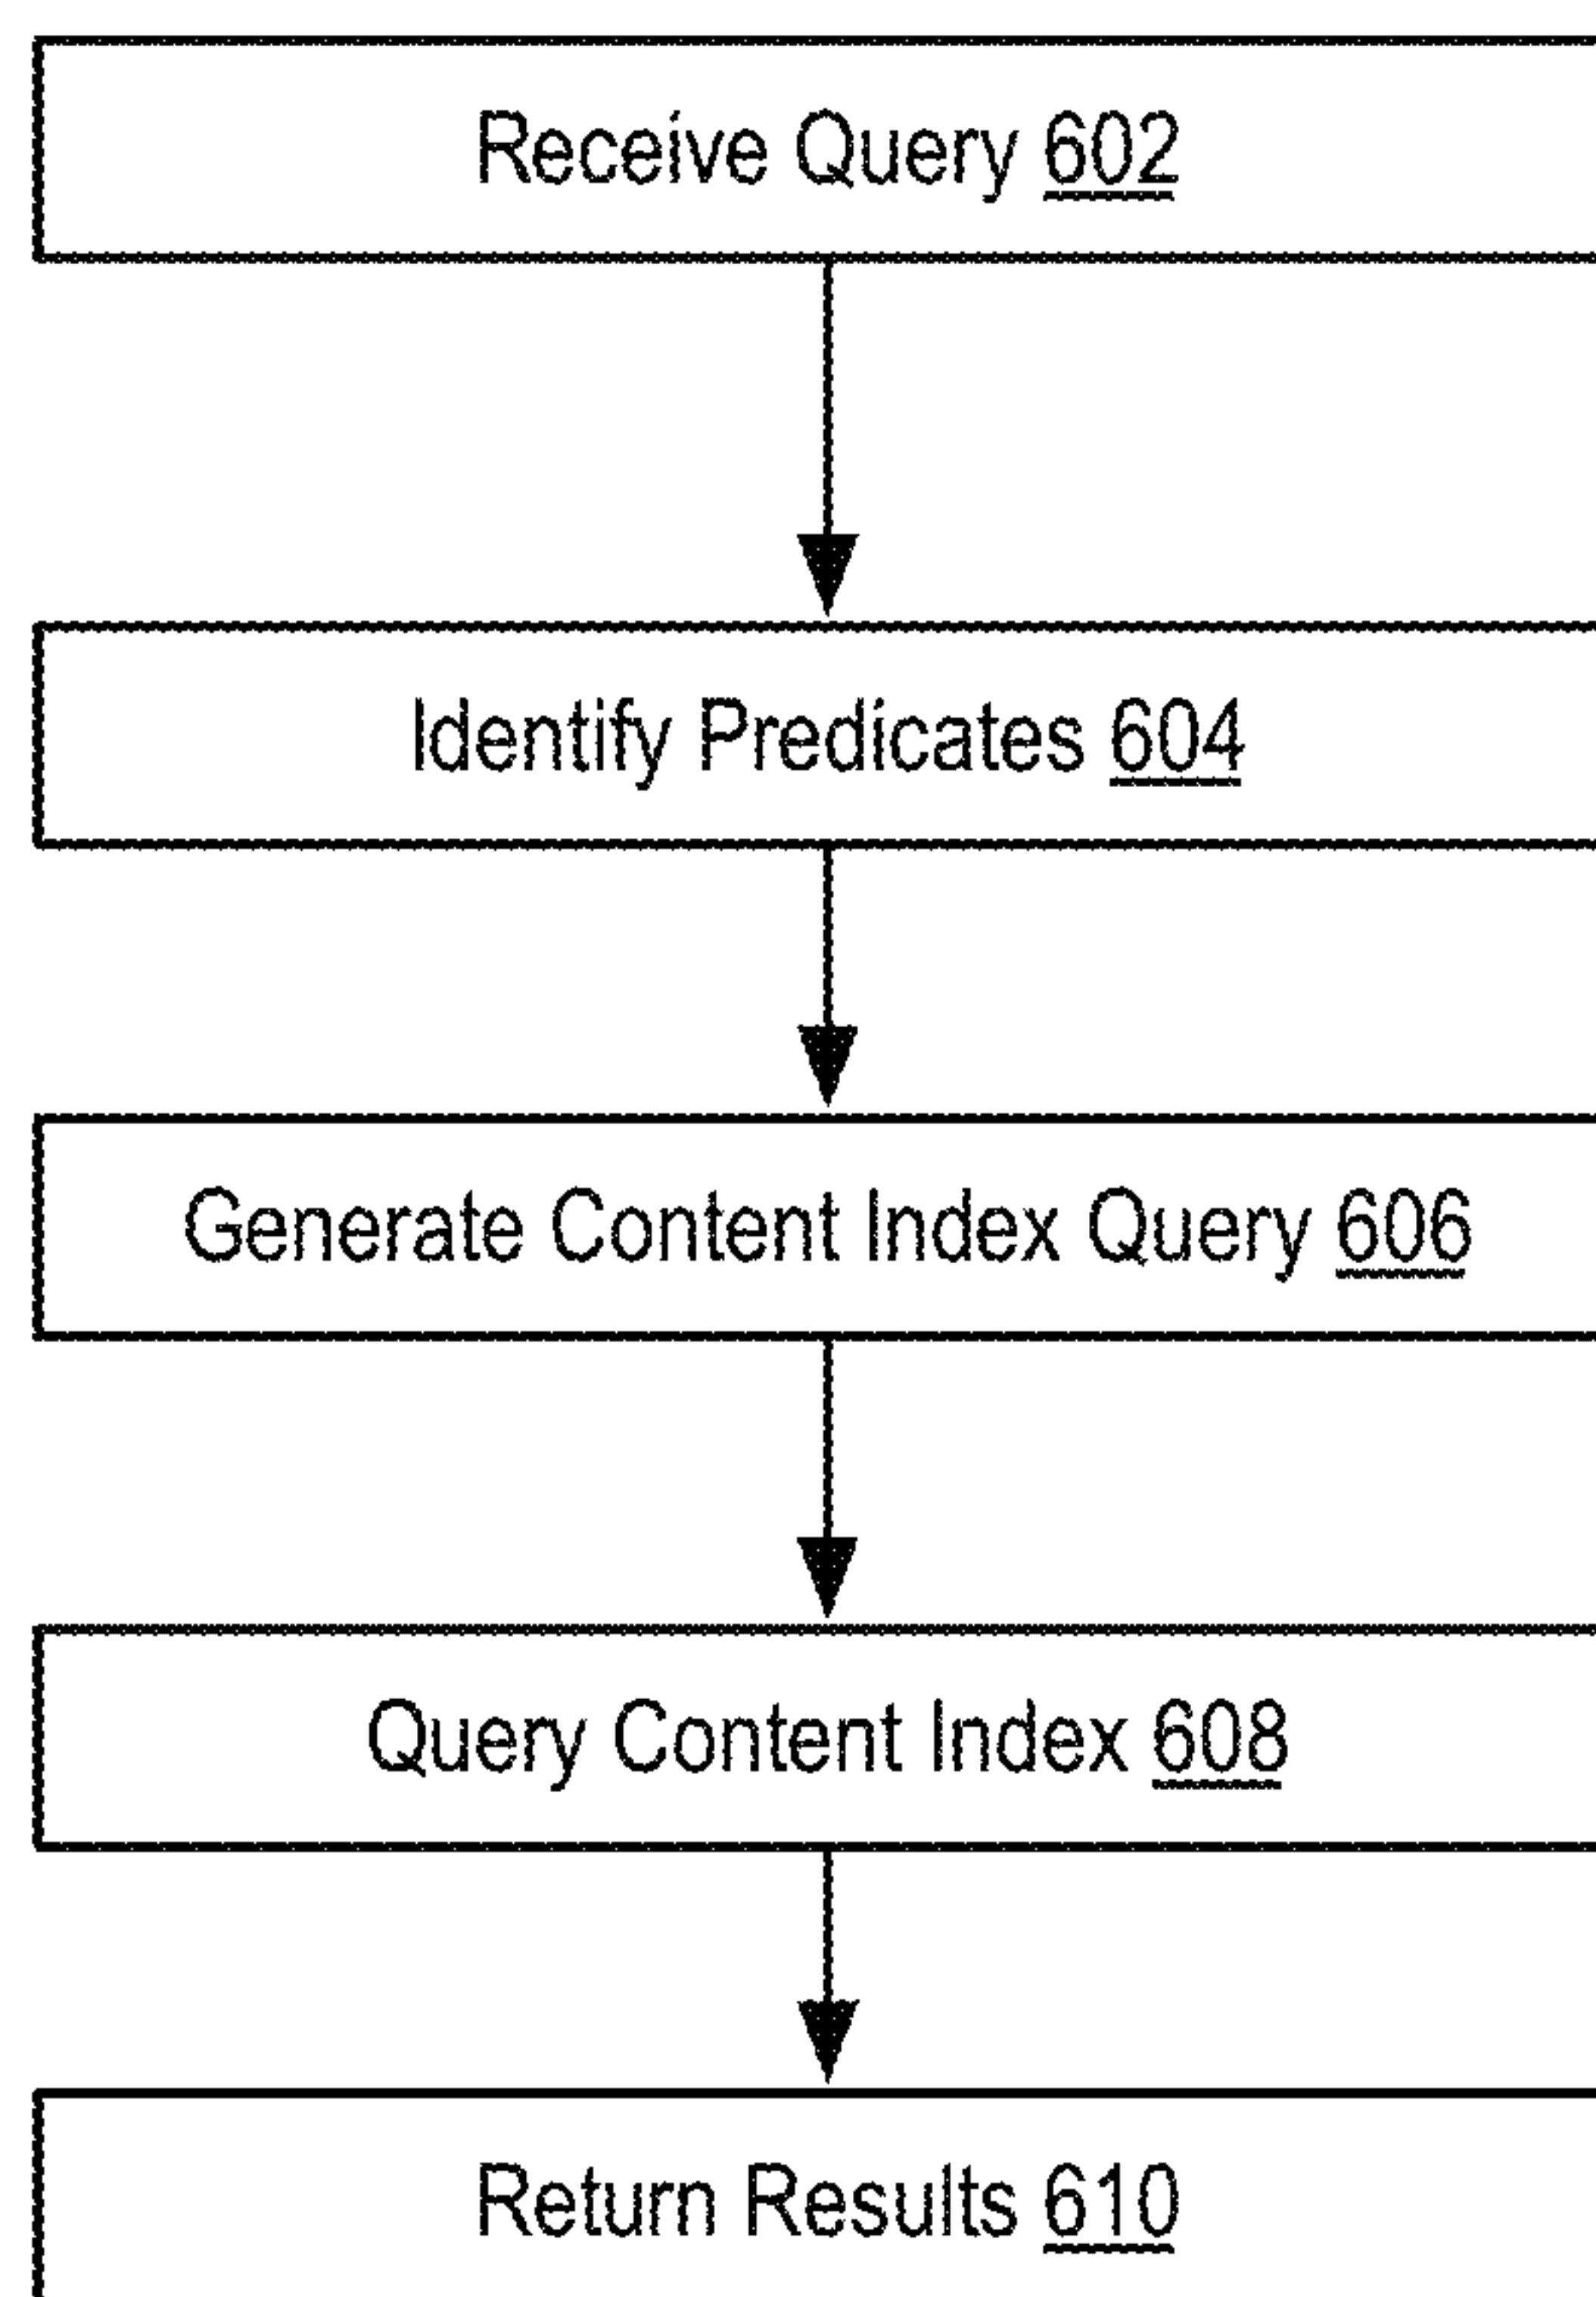 Receive Query 602
Identify Predicates 604
Generate Content Index Query 606
Query Content Index 608
Return Results 610